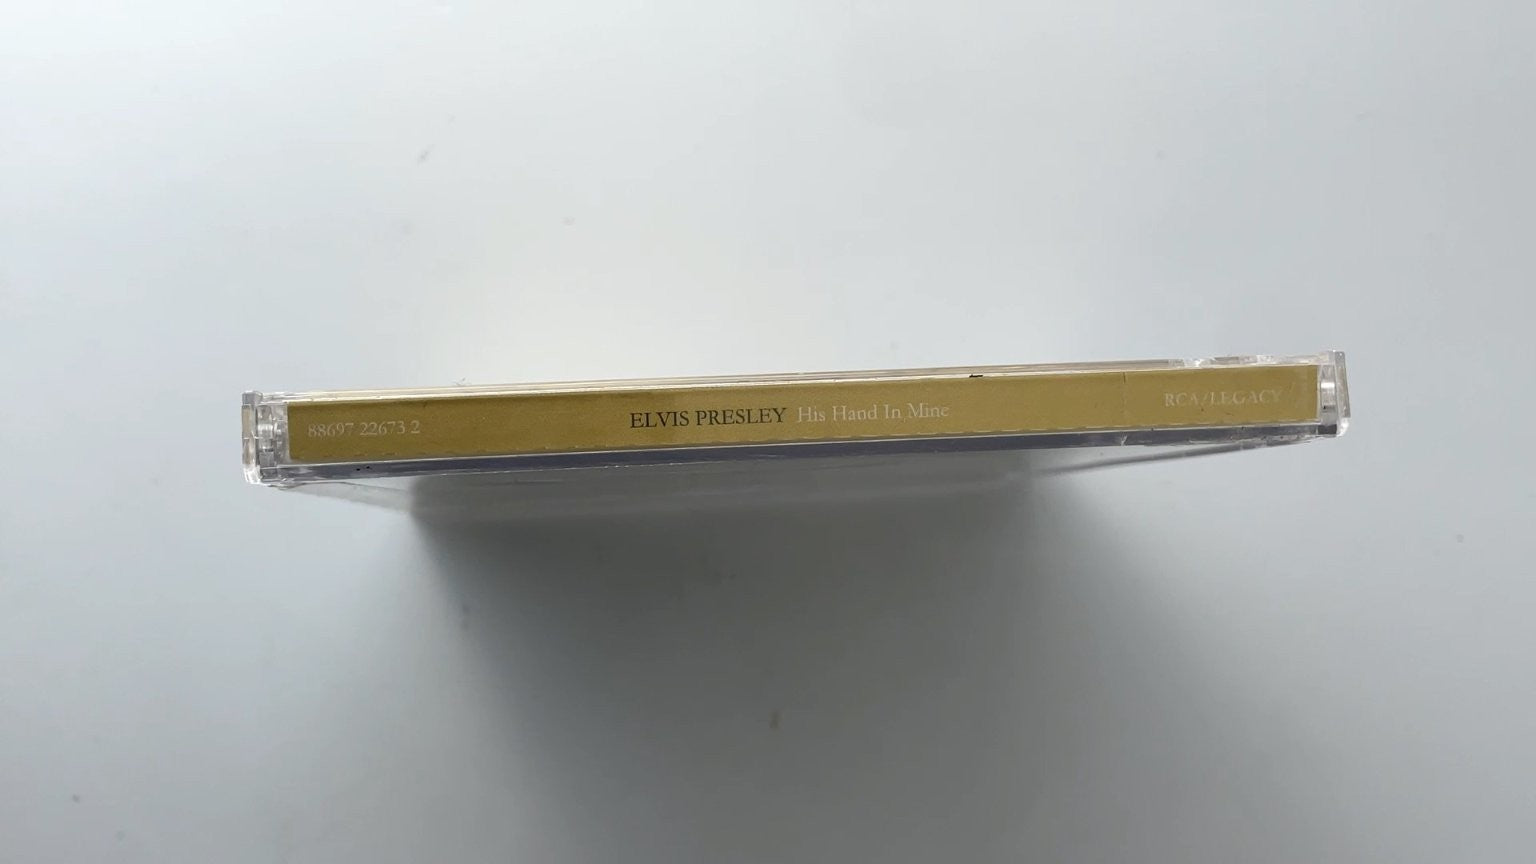 88697 22673 2 ELVIS PRESLEY His Hand In Mine RCA/LEGACY